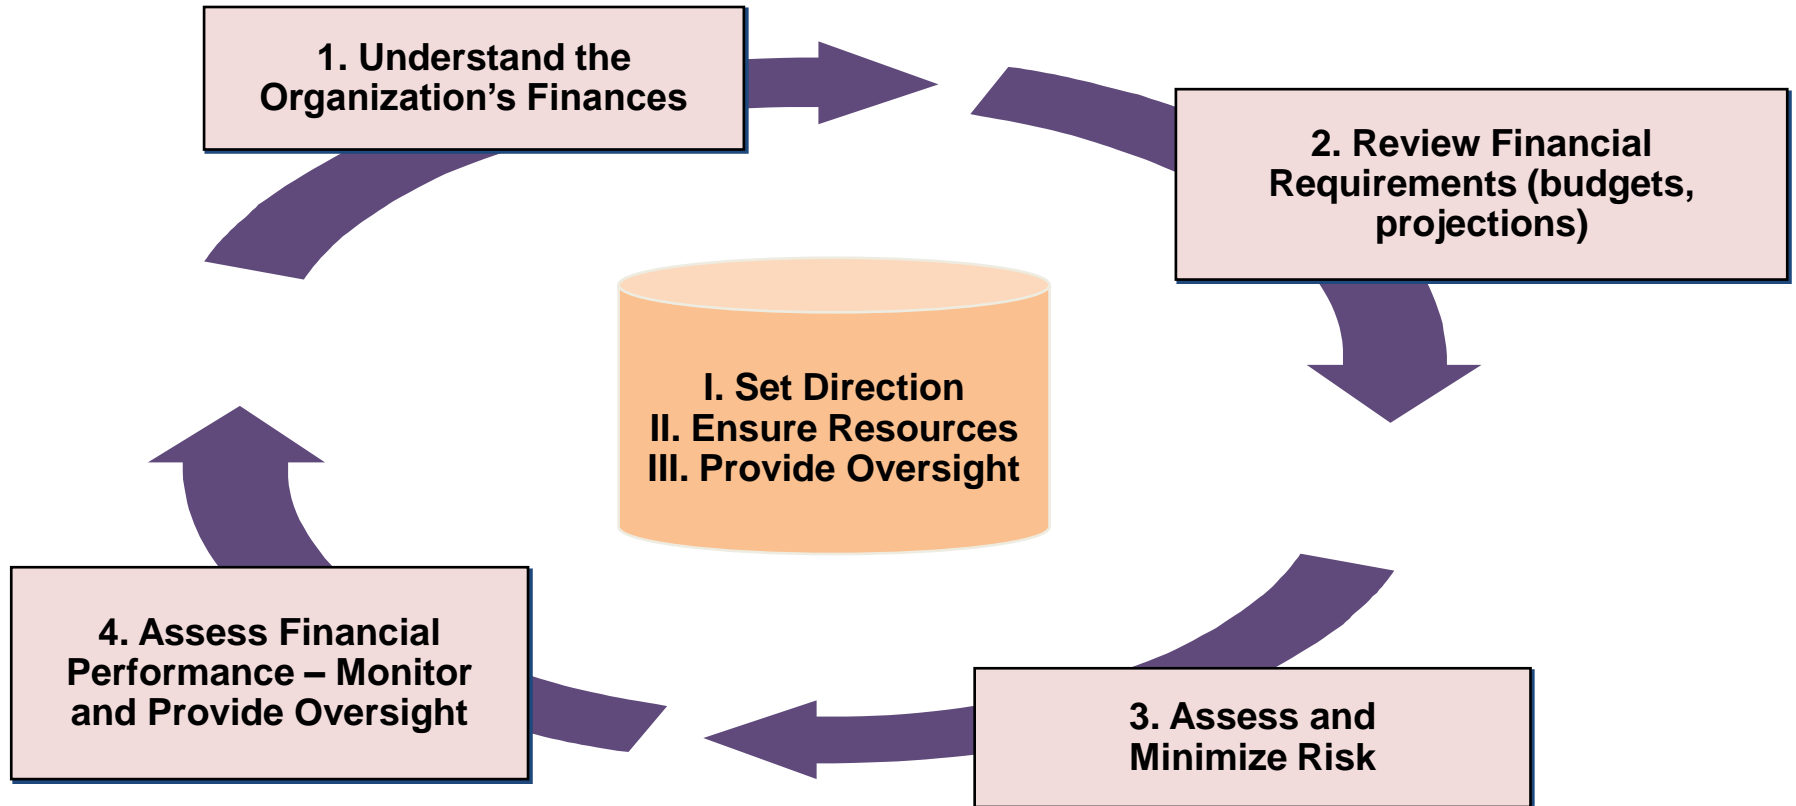 1. Understand the
Organization’s Finances
2. Review Financial
Requirements (budgets,
projections)
I. Set Direction
II. Ensure Resources
III. Provide Oversight
4. Assess Financial
Performance – Monitor
and Provide Oversight
3. Assess and
Minimize Risk